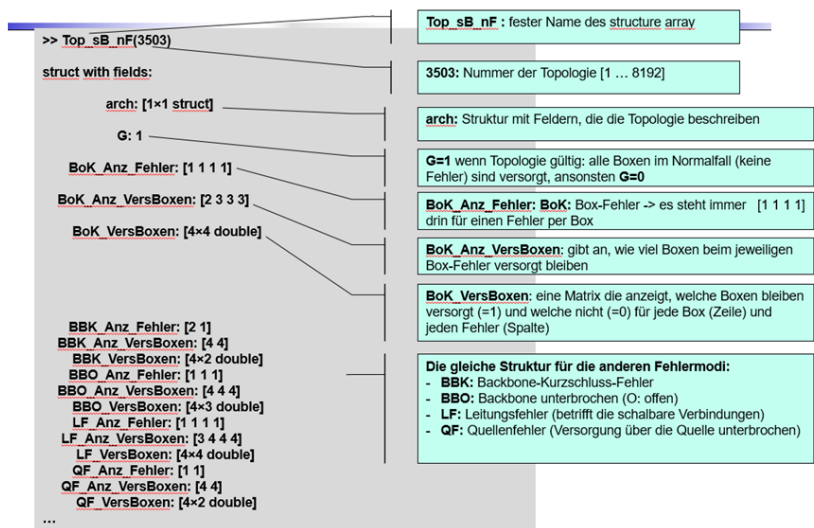 >> Top_sB_nF(3503)
struct with fields:
arch: [1×1 struct]
G: 1
BoK_Anz_Fehler: [1 1 1 1]
BoK_Anz_VersBoxen: [2 3 3 3]
BoK_VersBoxen: [4×4 double]
BBK_Anz_Fehler: [2 1]
BBK_Anz_VersBoxen: [4 4]
BBK_VersBoxen: [4×2 double]
BBO_Anz_Fehler: [1 1 1]
BBO_Anz_VersBoxen: [4 4 4]
BBO_VersBoxen: [4×3 double]
LF_Anz_Fehler: [1 1 1 1]
LF_Anz_VersBoxen: [3 4 4 4]
LF_VersBoxen: [4×4 double]
QF_Anz_Fehler: [1 1]
QF_Anz_VersBoxen: [4 4]
QF_VersBoxen: [4×2 double]
...
Top_sB_nF : fester Name des structure array
3503: Nummer der Topologie [1 … 8192]
arch: Struktur mit Feldern, die die Topologie beschreiben
G=1 wenn Topologie gültig: alle Boxen im Normalfall (keine
Fehler) sind versorgt, ansonsten G=0
BoK_Anz_Fehler: BoK: Box-Fehler -> es steht immer [1 1 1 1]
drin für einen Fehler per Box
BoK_Anz_VersBoxen: gibt an, wie viel Boxen beim jeweiligen
Box-Fehler versorgt bleiben
BoK_VersBoxen: eine Matrix die anzeigt, welche Boxen bleiben
versorgt (=1) und welche nicht (=0) für jede Box (Zeile) und
jeden Fehler (Spalte)
Die gleiche Struktur für die anderen Fehlermodi:
- BBK: Backbone-Kurzschluss-Fehler
- BBO: Backbone unterbrochen (O: offen)
- LF: Leitungsfehler (betrifft die schalbare Verbindungen)
- QF: Quellenfehler (Versorgung über die Quelle unterbrochen)